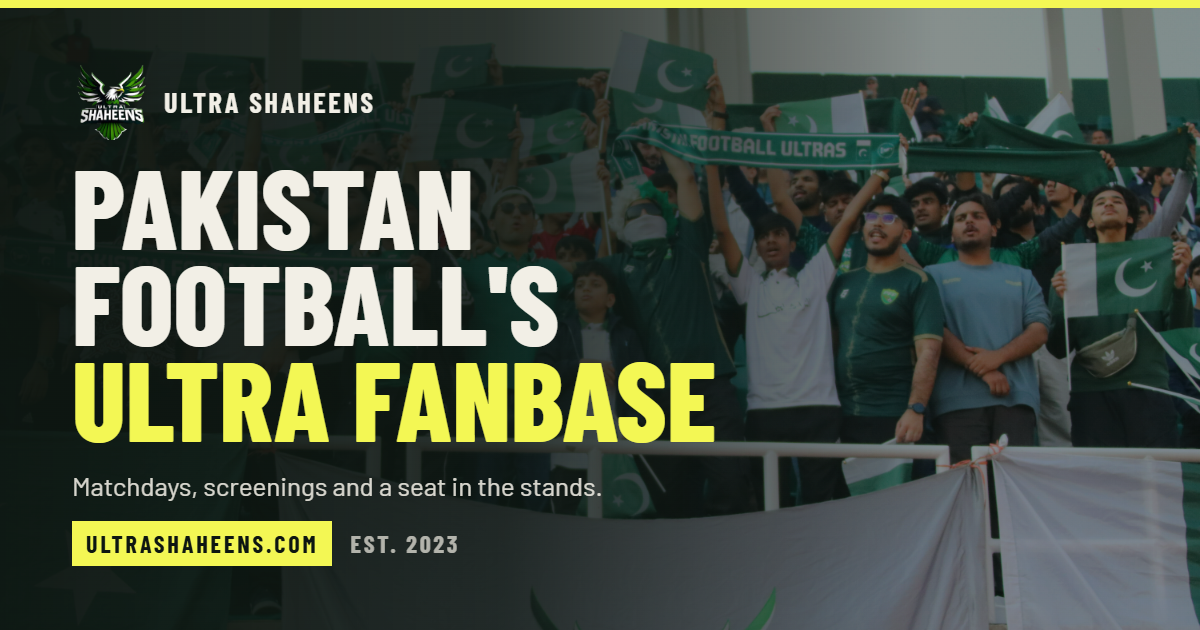 ULTRA
SHAHEENS
ULTRA SHAHEENS
FOOTBALL ULTRAS
PAKISTAN
FOOTBALL'S
ULTRA FANBASE
Matchdays, screenings and a seat in the stands.
ULTRASHAHEENS.COM
EST. 2023